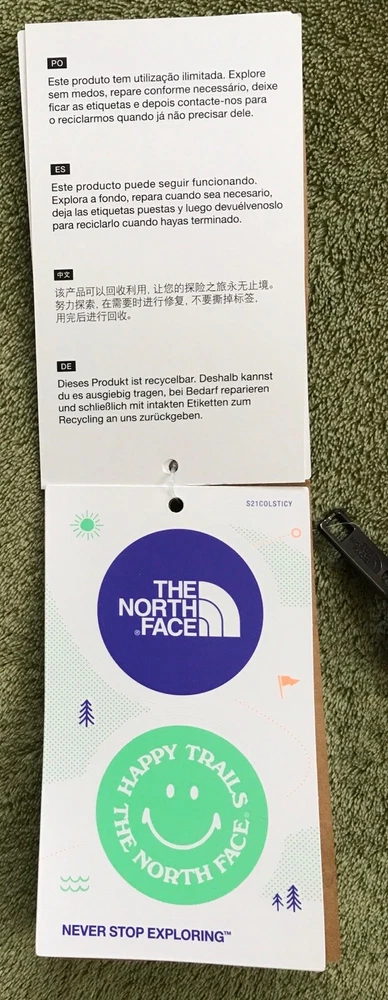 PO
Este produto tem utilização ilimitada. Explore
sem medos, repare conforme necessário, deixe
ficar as etiquetas e depois contacte-nos para
o reciclarmos quando já não precisar dele.
ES
Este producto puede seguir funcionando.
Explora a fondo, repara cuando sea necesario,
deja las etiquetas puestas y luego devuélvenoslo
para reciclarlo cuando hayas terminado.
中文
该产品可以回收利用, 让您的探险之旅永无止境。
努力探索, 在需要时进行修复, 不要撕掉标签,
用完后进行回收。
DE
Dieses Produkt ist recycelbar. Deshalb kannst
du es ausgiebig tragen, bei Bedarf reparieren
und schließlich mit intakten Etiketten zum
Recycling an uns zurückgeben.
S21COLSTICY
THE
NORTH
®FACE
HAPPY TRAILS
THE NORTH FACE®
NEVER STOP EXPLORING™